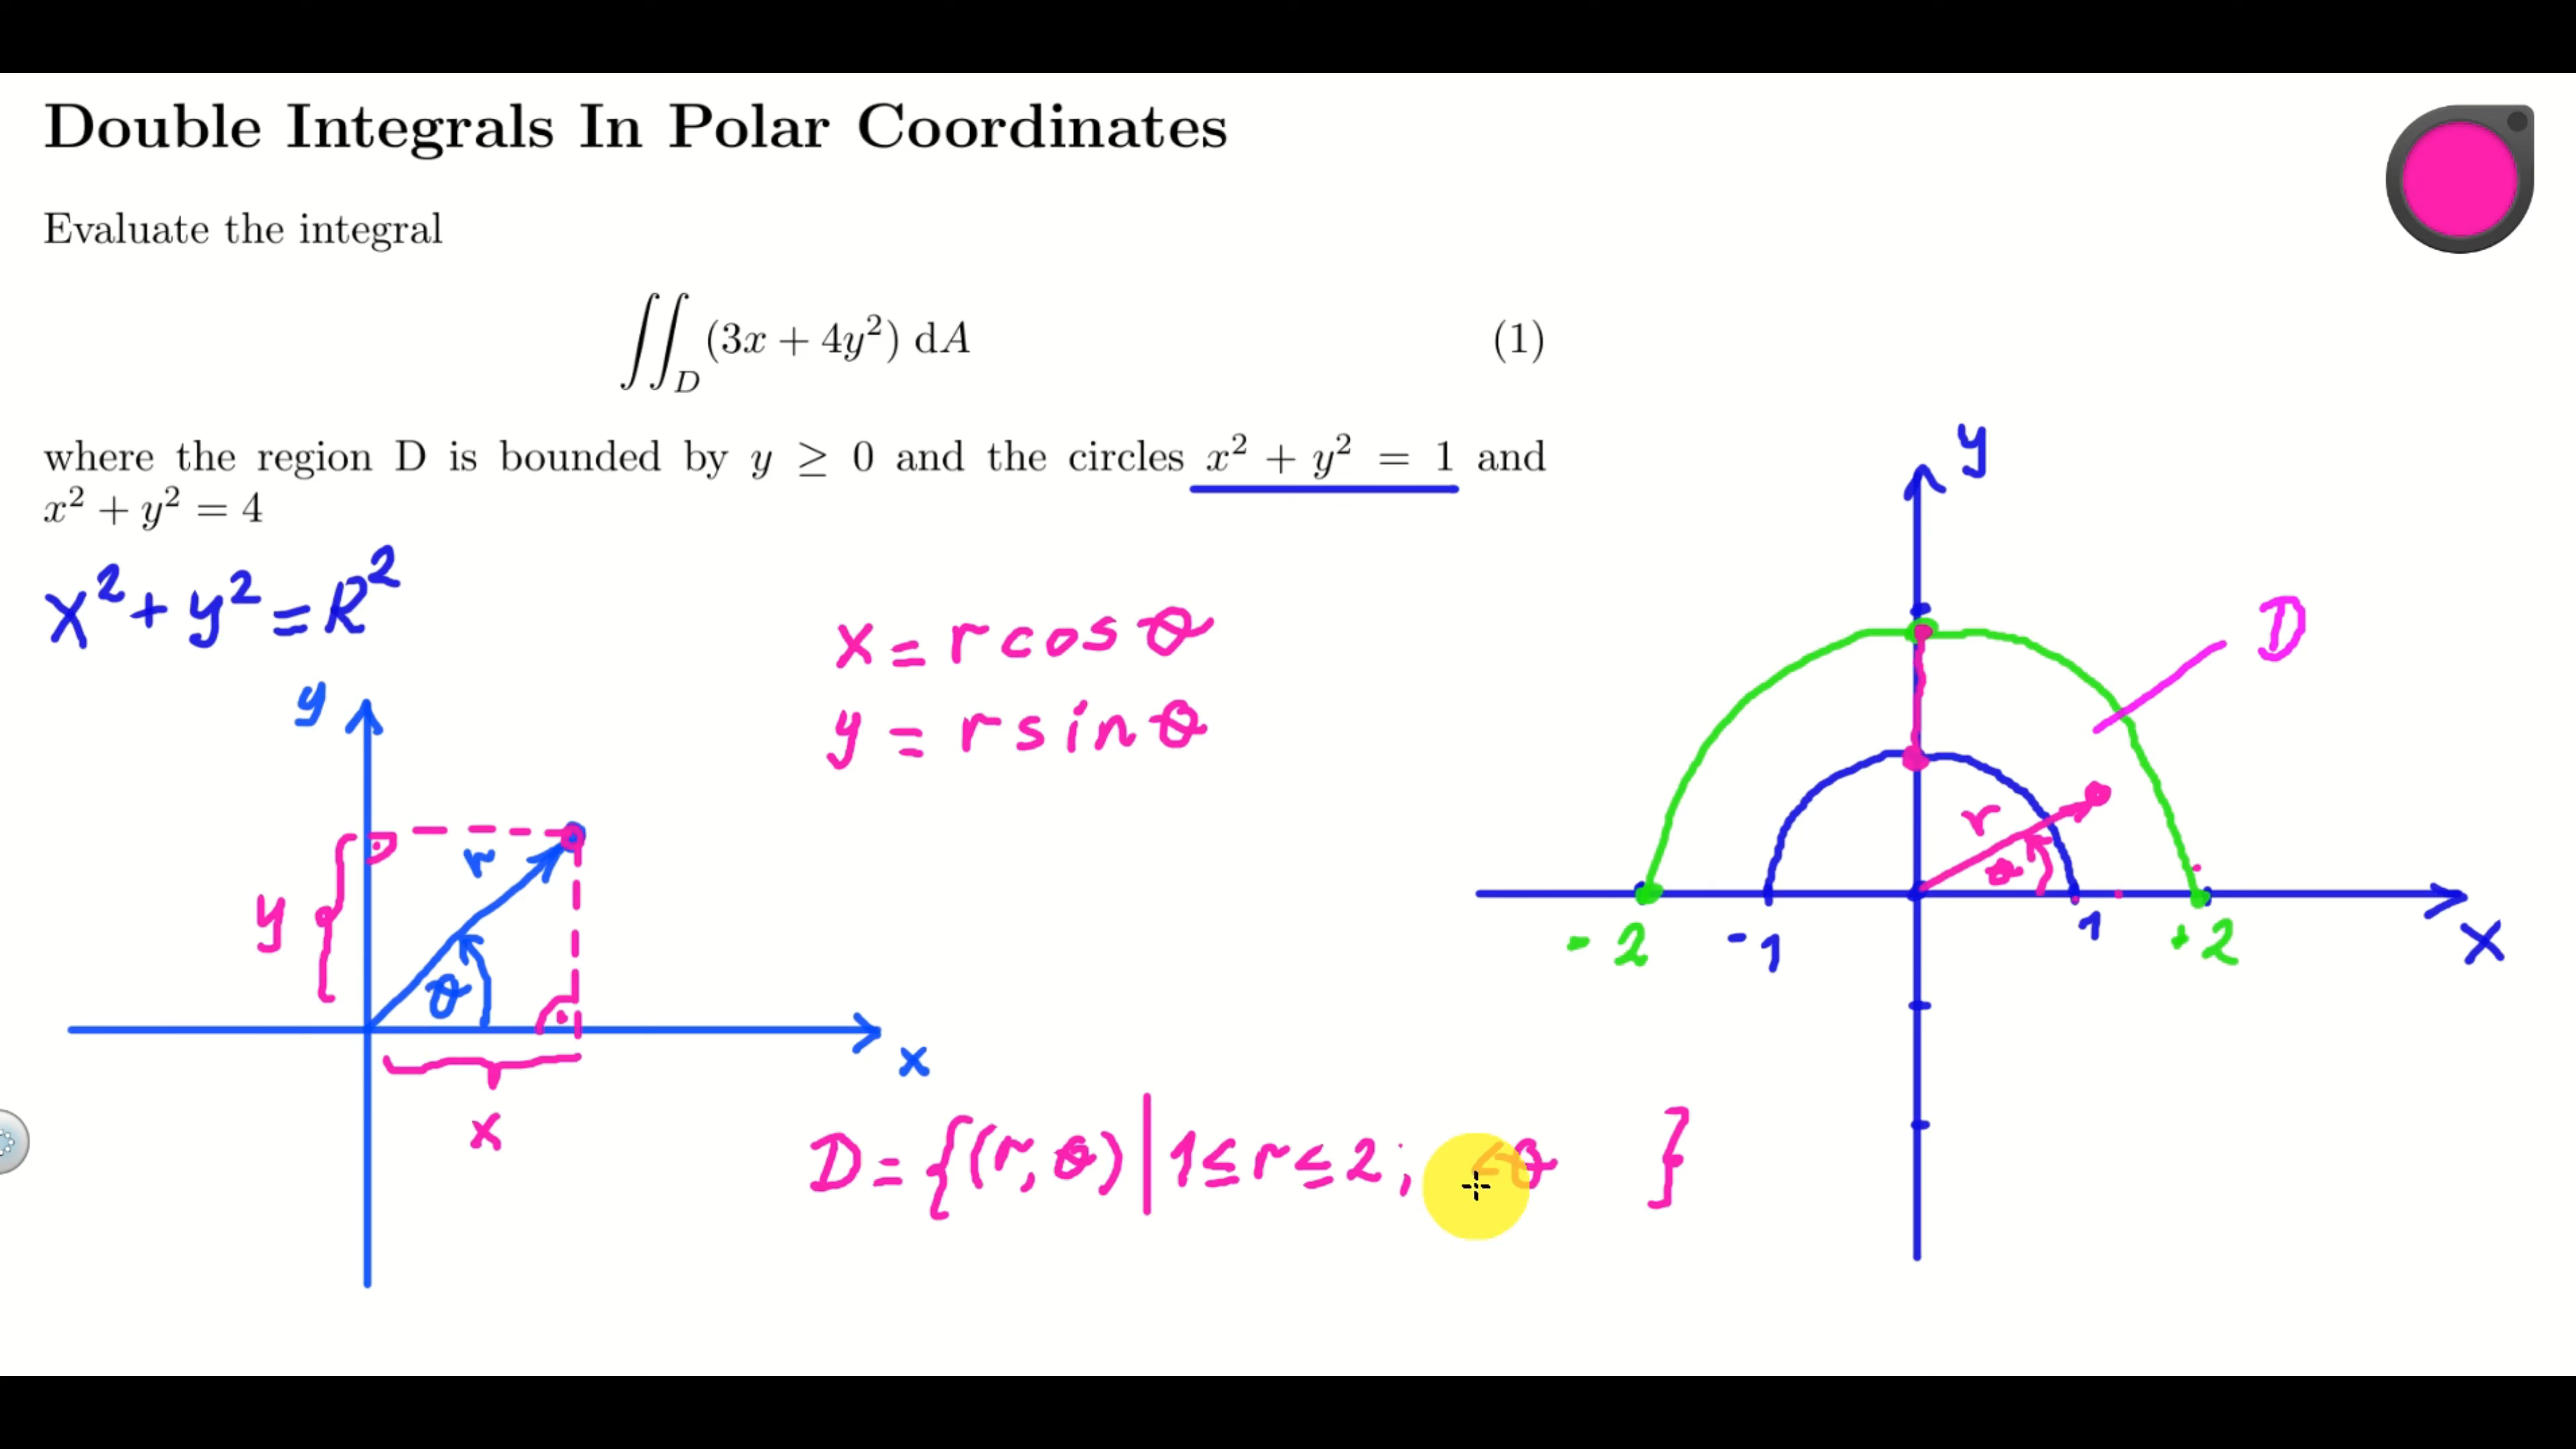 Double Integrals In Polar Coordinates
Evaluate the integral
∬_D (3x + 4y²) dA (1)
where the region D is bounded by y ≥ 0 and the circles x² + y² = 1 and
x² + y² = 4
x² + y² = R²
x = r cos θ
y = r sin θ
y
r
y
θ
x
x
y
D
r
θ
-2
-1
1
+2
x
D = {(r, θ) | 1 ≤ r ≤ 2; ≤ θ }